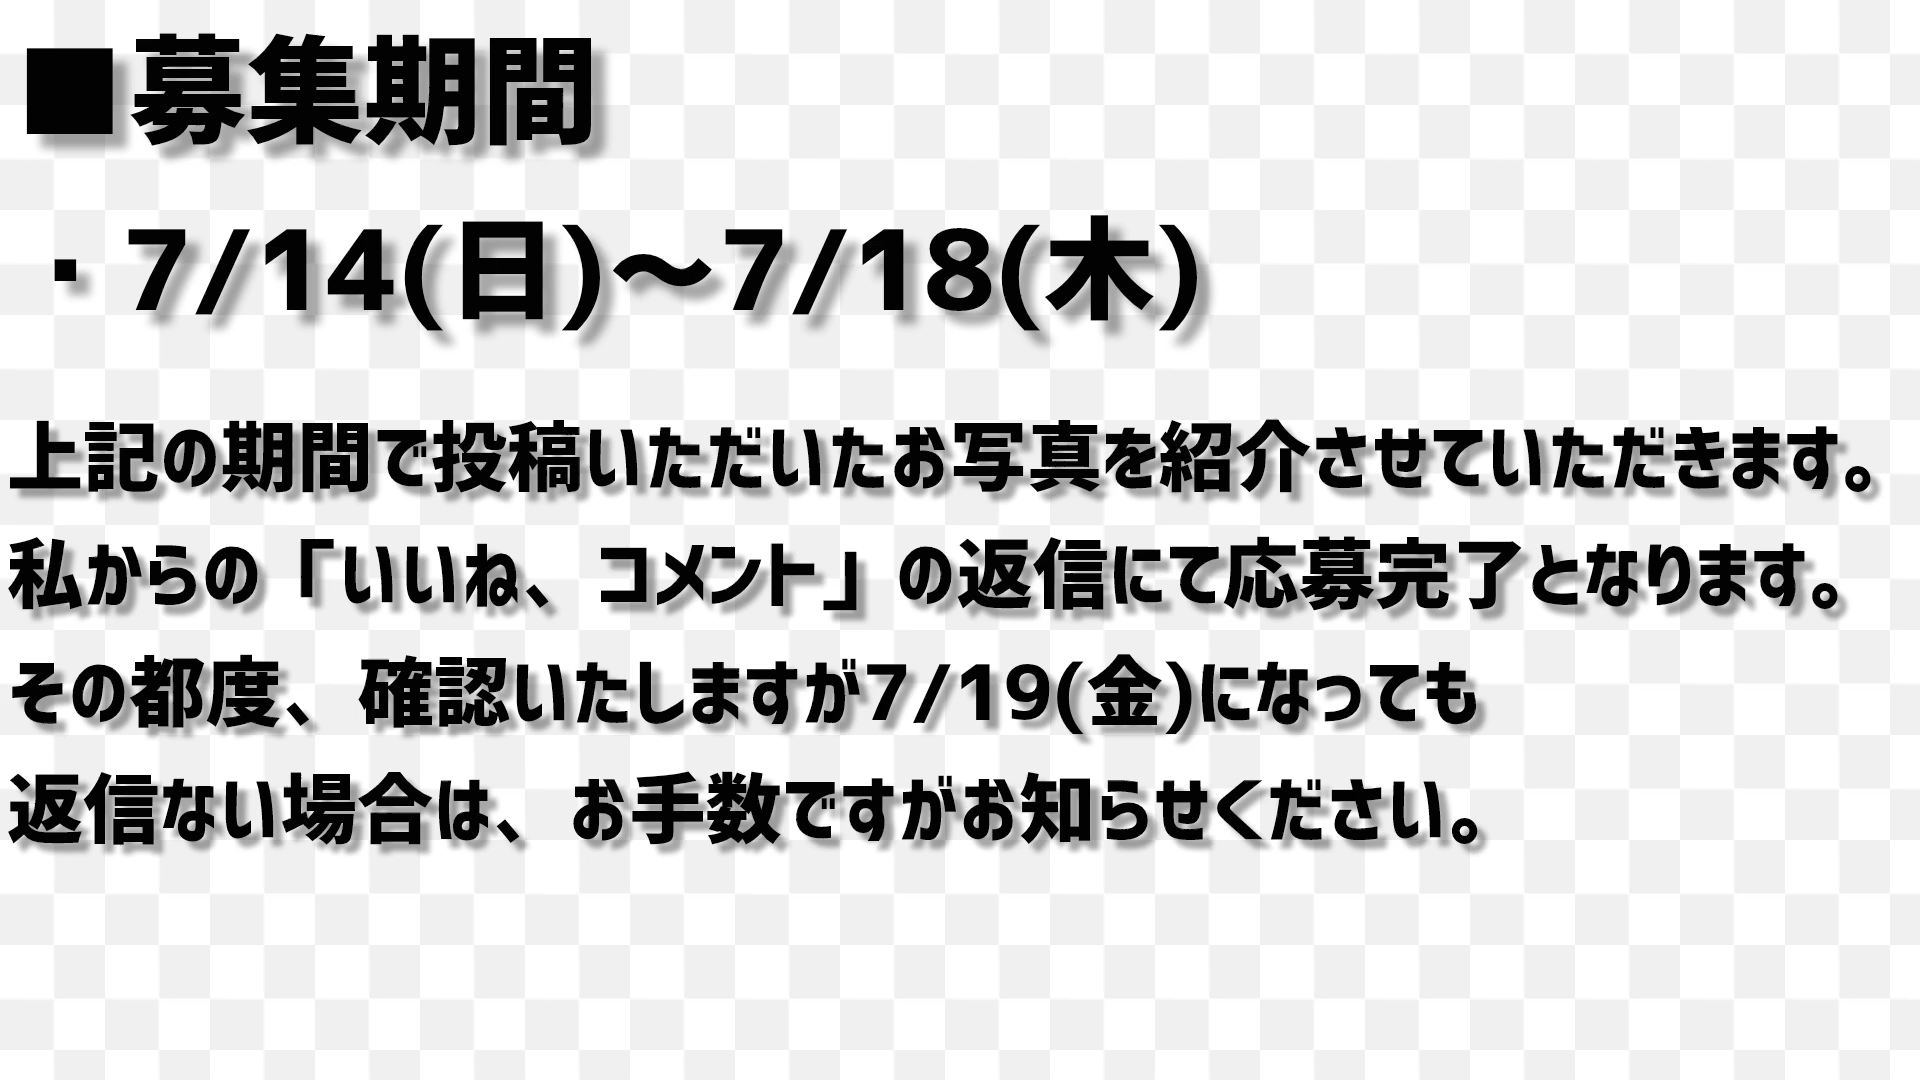 ■募集期間
・7/14(日)～7/18(木)
上記の期間で投稿いただいたお写真を紹介させていただきます。
私からの「いいね、コメント」の返信にて応募完了となります。
その都度、確認いたしますが7/19(金)になっても
返信ない場合は、お手数ですがお知らせください。